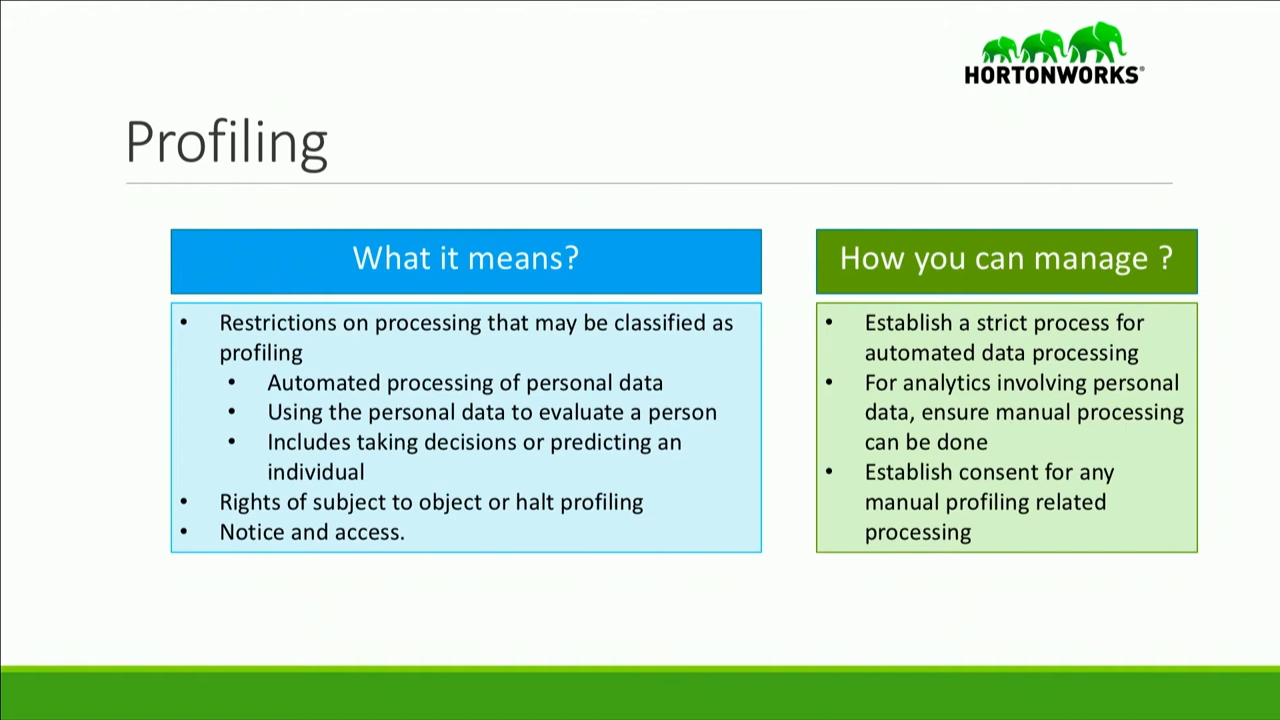 HORTONWORKS®
Profiling
What it means?
• Restrictions on processing that may be classified as
profiling
• Automated processing of personal data
• Using the personal data to evaluate a person
• Includes taking decisions or predicting an
individual
• Rights of subject to object or halt profiling
• Notice and access.
How you can manage ?
• Establish a strict process for
automated data processing
• For analytics involving personal
data, ensure manual processing
can be done
• Establish consent for any
manual profiling related
processing